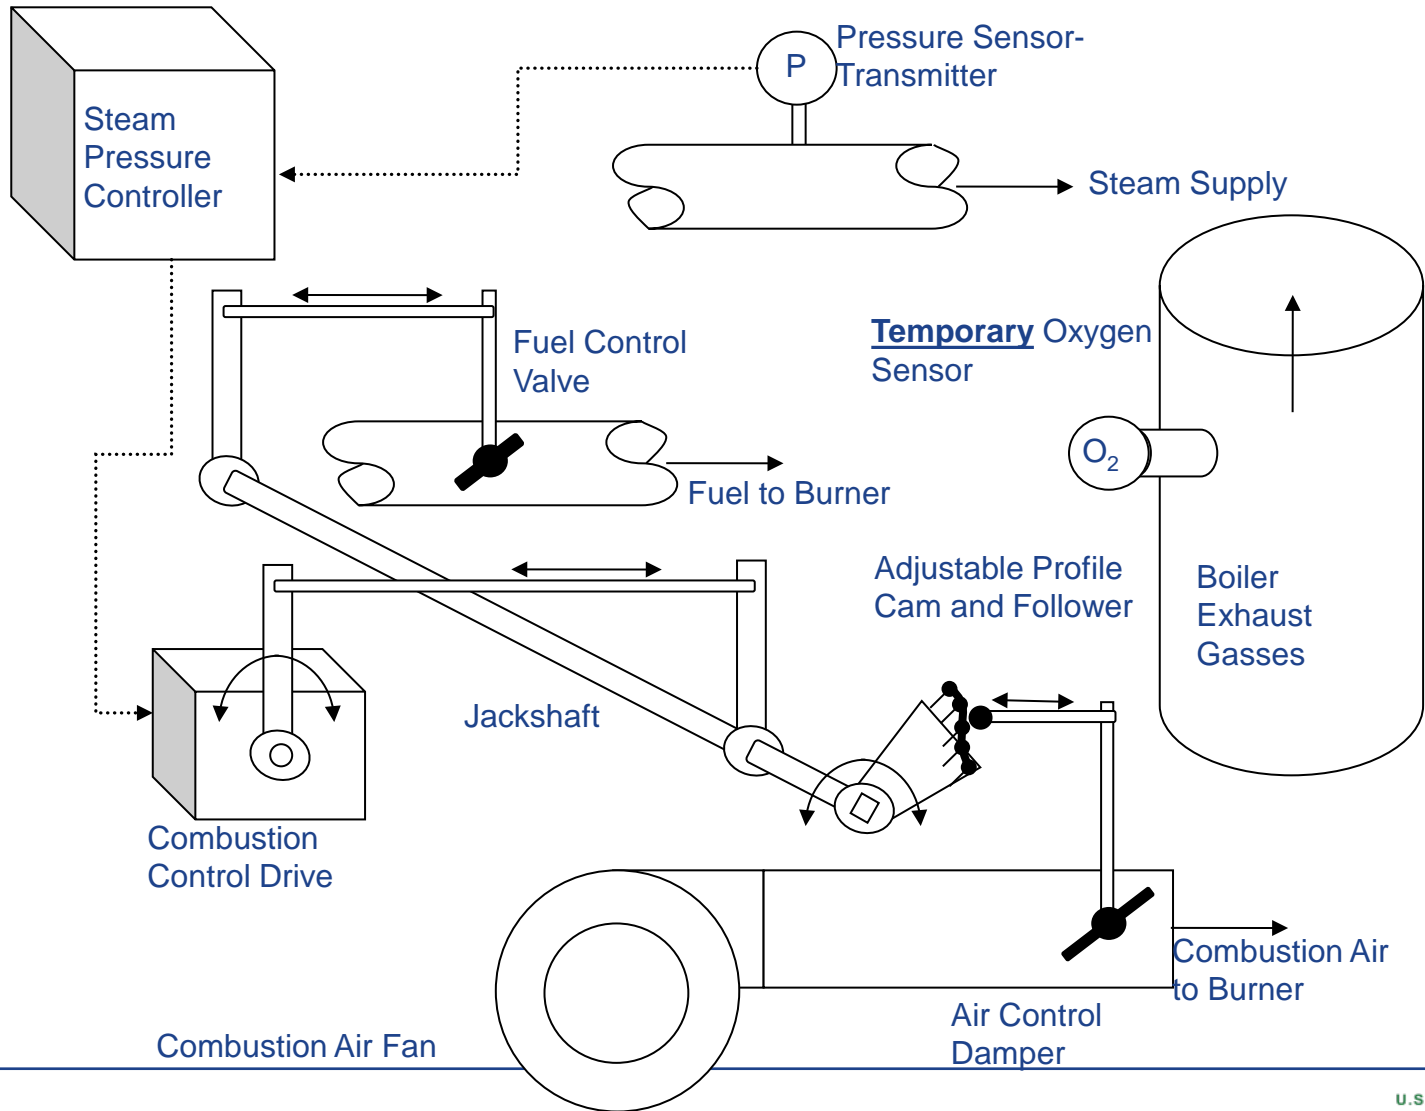 Pressure Sensor-
Transmitter
P
Steam
Pressure
Controller
Steam Supply
Fuel Control
Valve
Temporary Oxygen
Sensor
O₂
Fuel to Burner
Adjustable Profile
Cam and Follower
Boiler
Exhaust
Gasses
Jackshaft
Combustion
Control Drive
Combustion Air
to Burner
Air Control
Damper
Combustion Air Fan
U.S